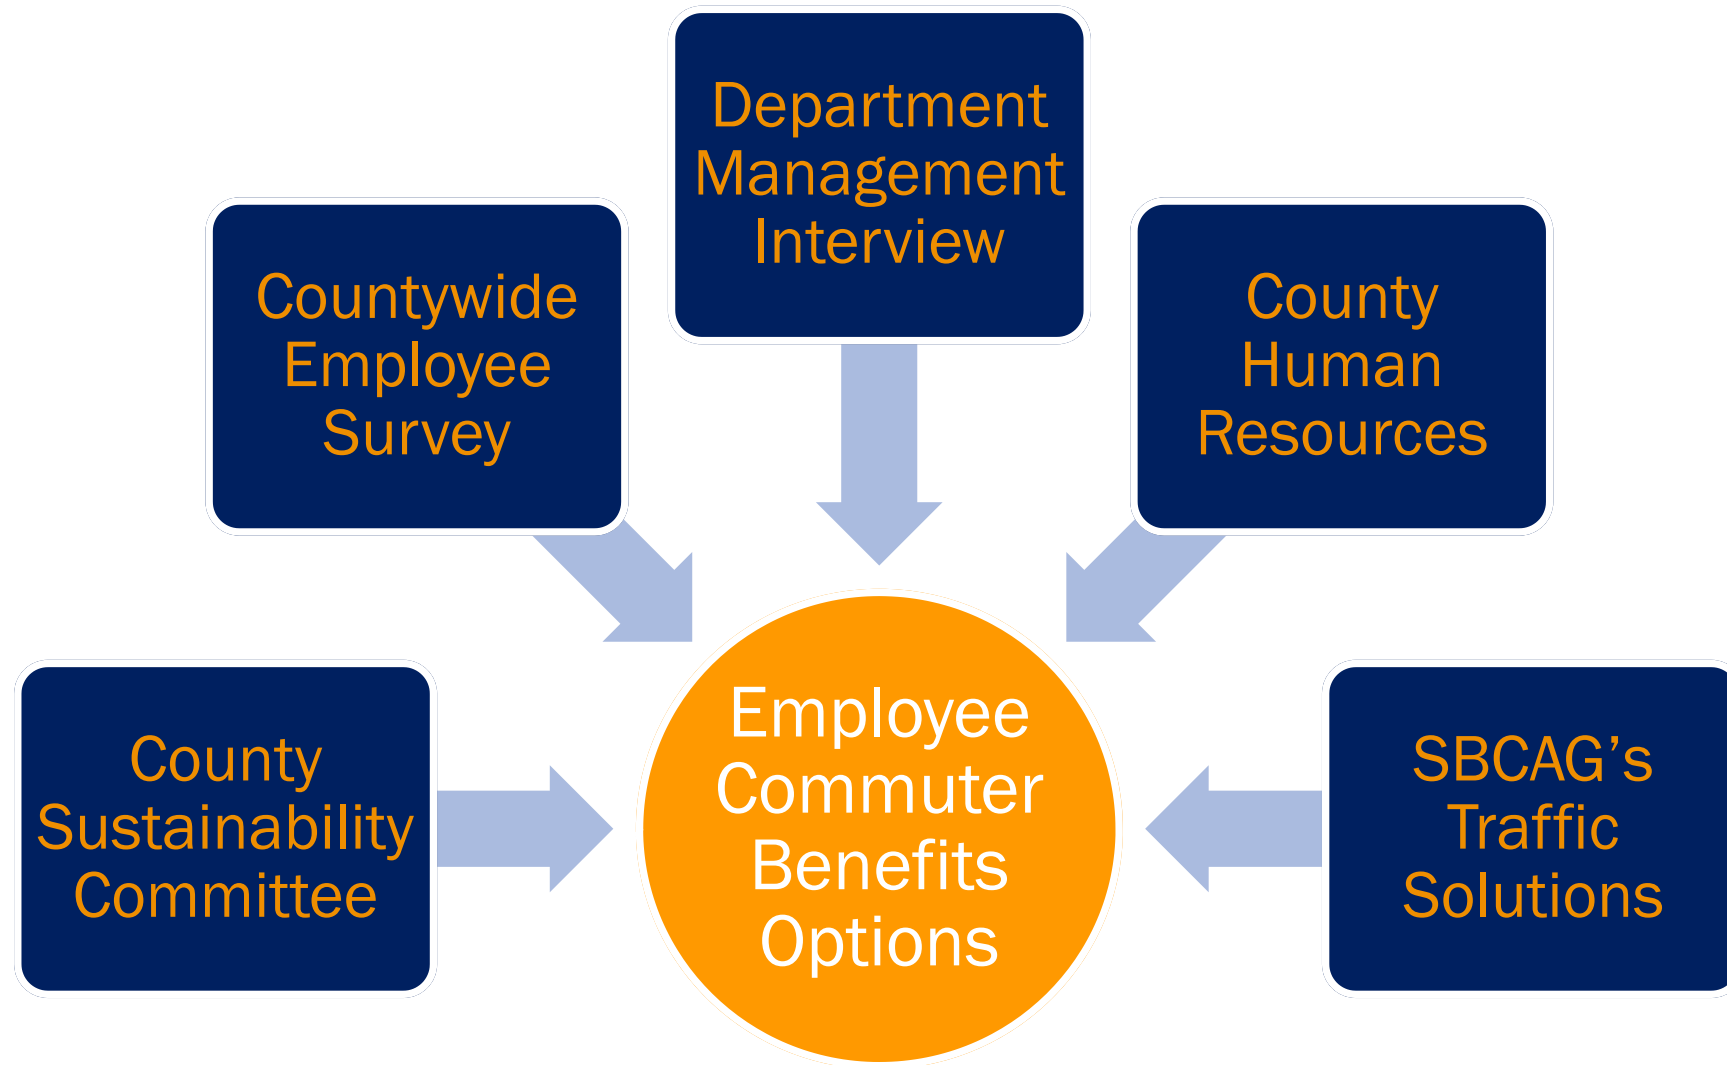 Department
Management
Interview
Countywide
Employee
Survey
County
Human
Resources
County
Sustainability
Committee
Employee
Commuter
Benefits
Options
SBCAG’s
Traffic
Solutions